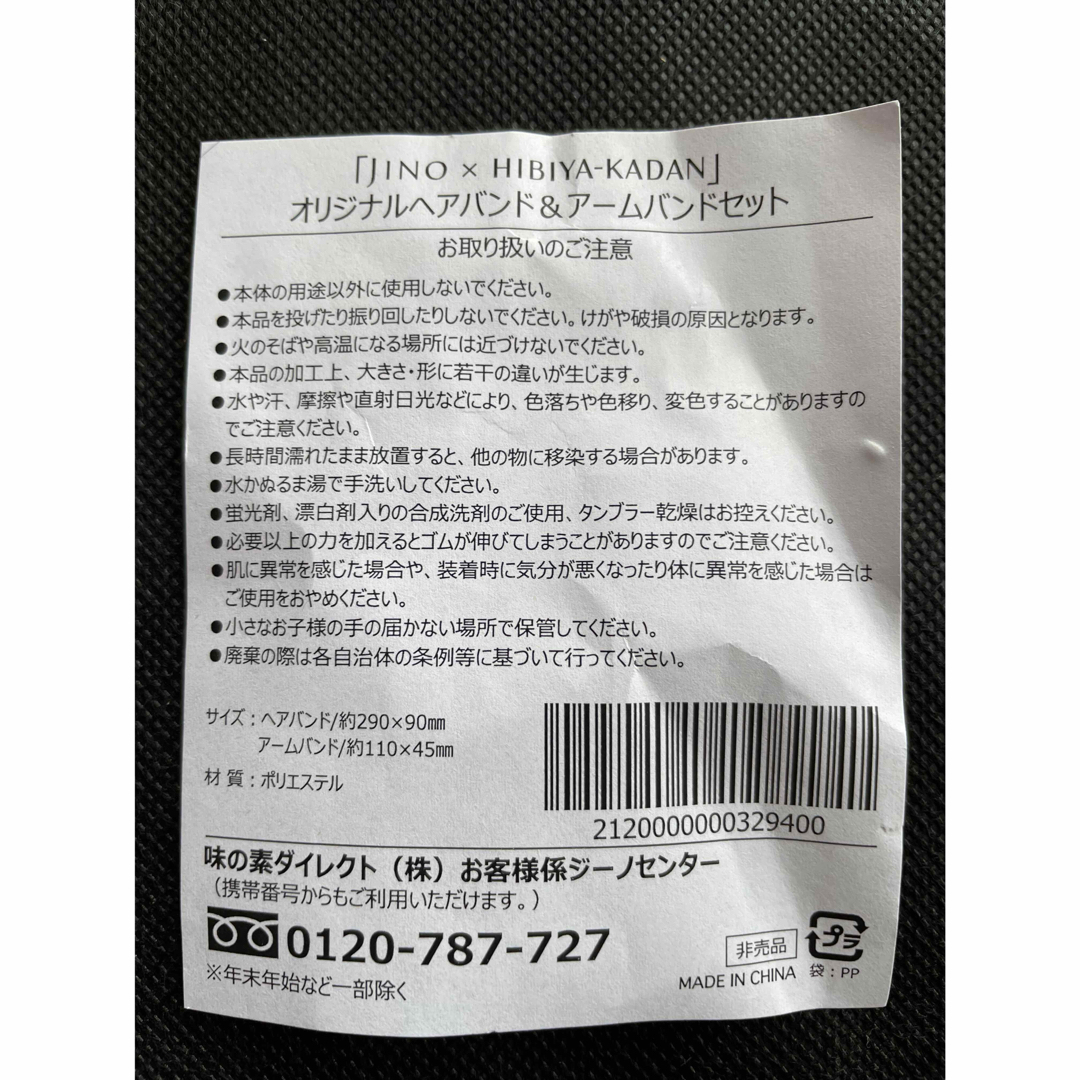 「JINO × HIBIYA-KADAN」
オリジナルヘアバンド＆アームバンドセット
お取り扱いのご注意
●本体の用途以外に使用しないでください。
●本品を投げたり振り回したりしないでください。けがや破損の原因となります。
●火のそばや高温になる場所には近づけないでください。
●本品の加工上、大きさ・形に若干の違いが生じます。
●水や汗、摩擦や直射日光などにより、色落ちや色移り、変色することがありますの
でご注意ください。
●長時間濡れたまま放置すると、他の物に移染する場合があります。
●水かぬるま湯で手洗いしてください。
●蛍光剤、漂白剤入りの合成洗剤のご使用、タンブラー乾燥はお控えください。
●必要以上の力を加えるとゴムが伸びてしまうことがありますのでご注意ください。
●肌に異常を感じた場合や、装着時に気分が悪くなったり体に異常を感じた場合は
ご使用をおやめください。
●小さなお子様の手の届かない場所で保管してください。
●廃棄の際は各自治体の条例等に基づいて行ってください。
サイズ：ヘアバンド/約290×90㎜
アームバンド/約110×45㎜
材 質：ポリエステル
2120000000329400
味の素ダイレクト（株）お客様係ジーノセンター
（携帯番号からもご利用いただけます。）
0120-787-727
※年末年始など一部除く
非売品
MADE IN CHINA
プラ
袋：PP